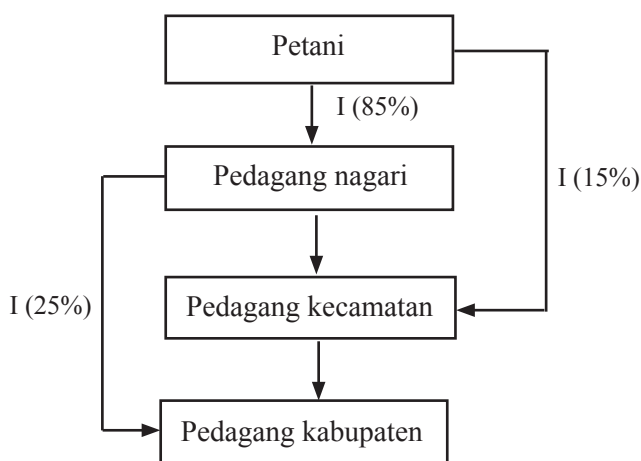 Petani
I (85%)
Pedagang nagari
I (15%)
Pedagang kecamatan
I (25%)
Pedagang kabupaten